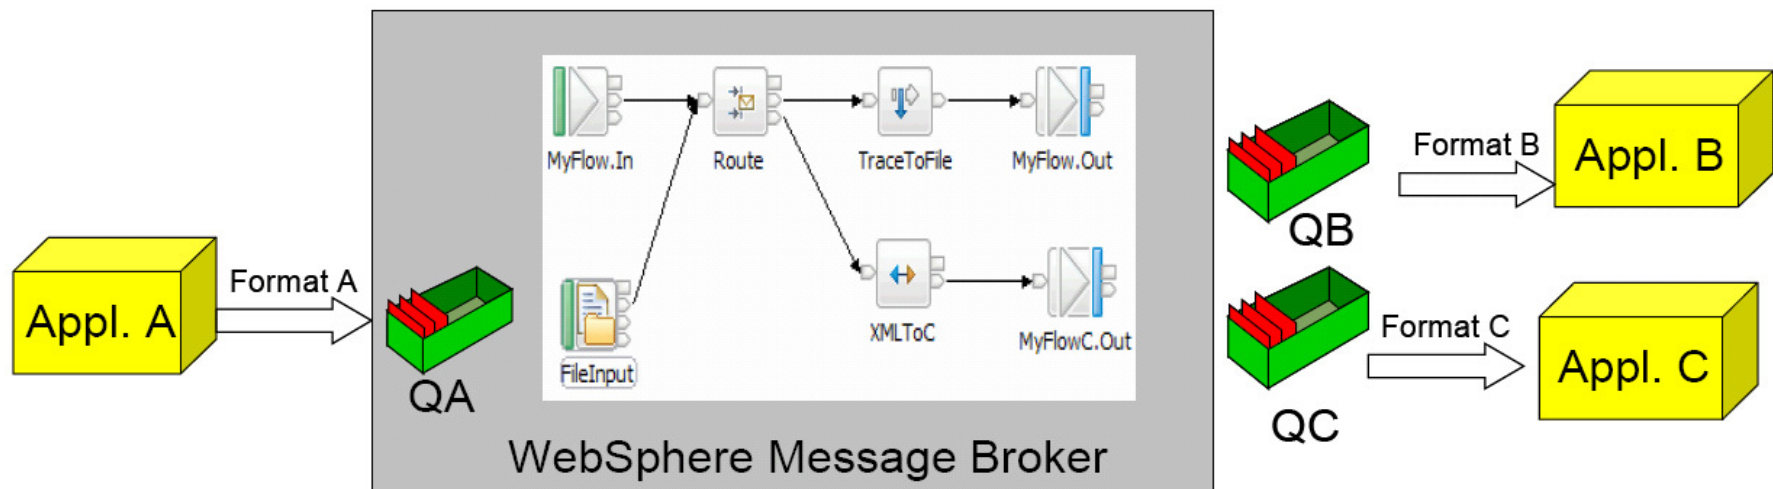 MyFlow.In
Route
TraceToFile
MyFlow.Out
Format B
Appl. B
QB
Format A
Appl. A
QA
FileInput
XMLToC
MyFlowC.Out
Format C
Appl. C
QC
WebSphere Message Broker